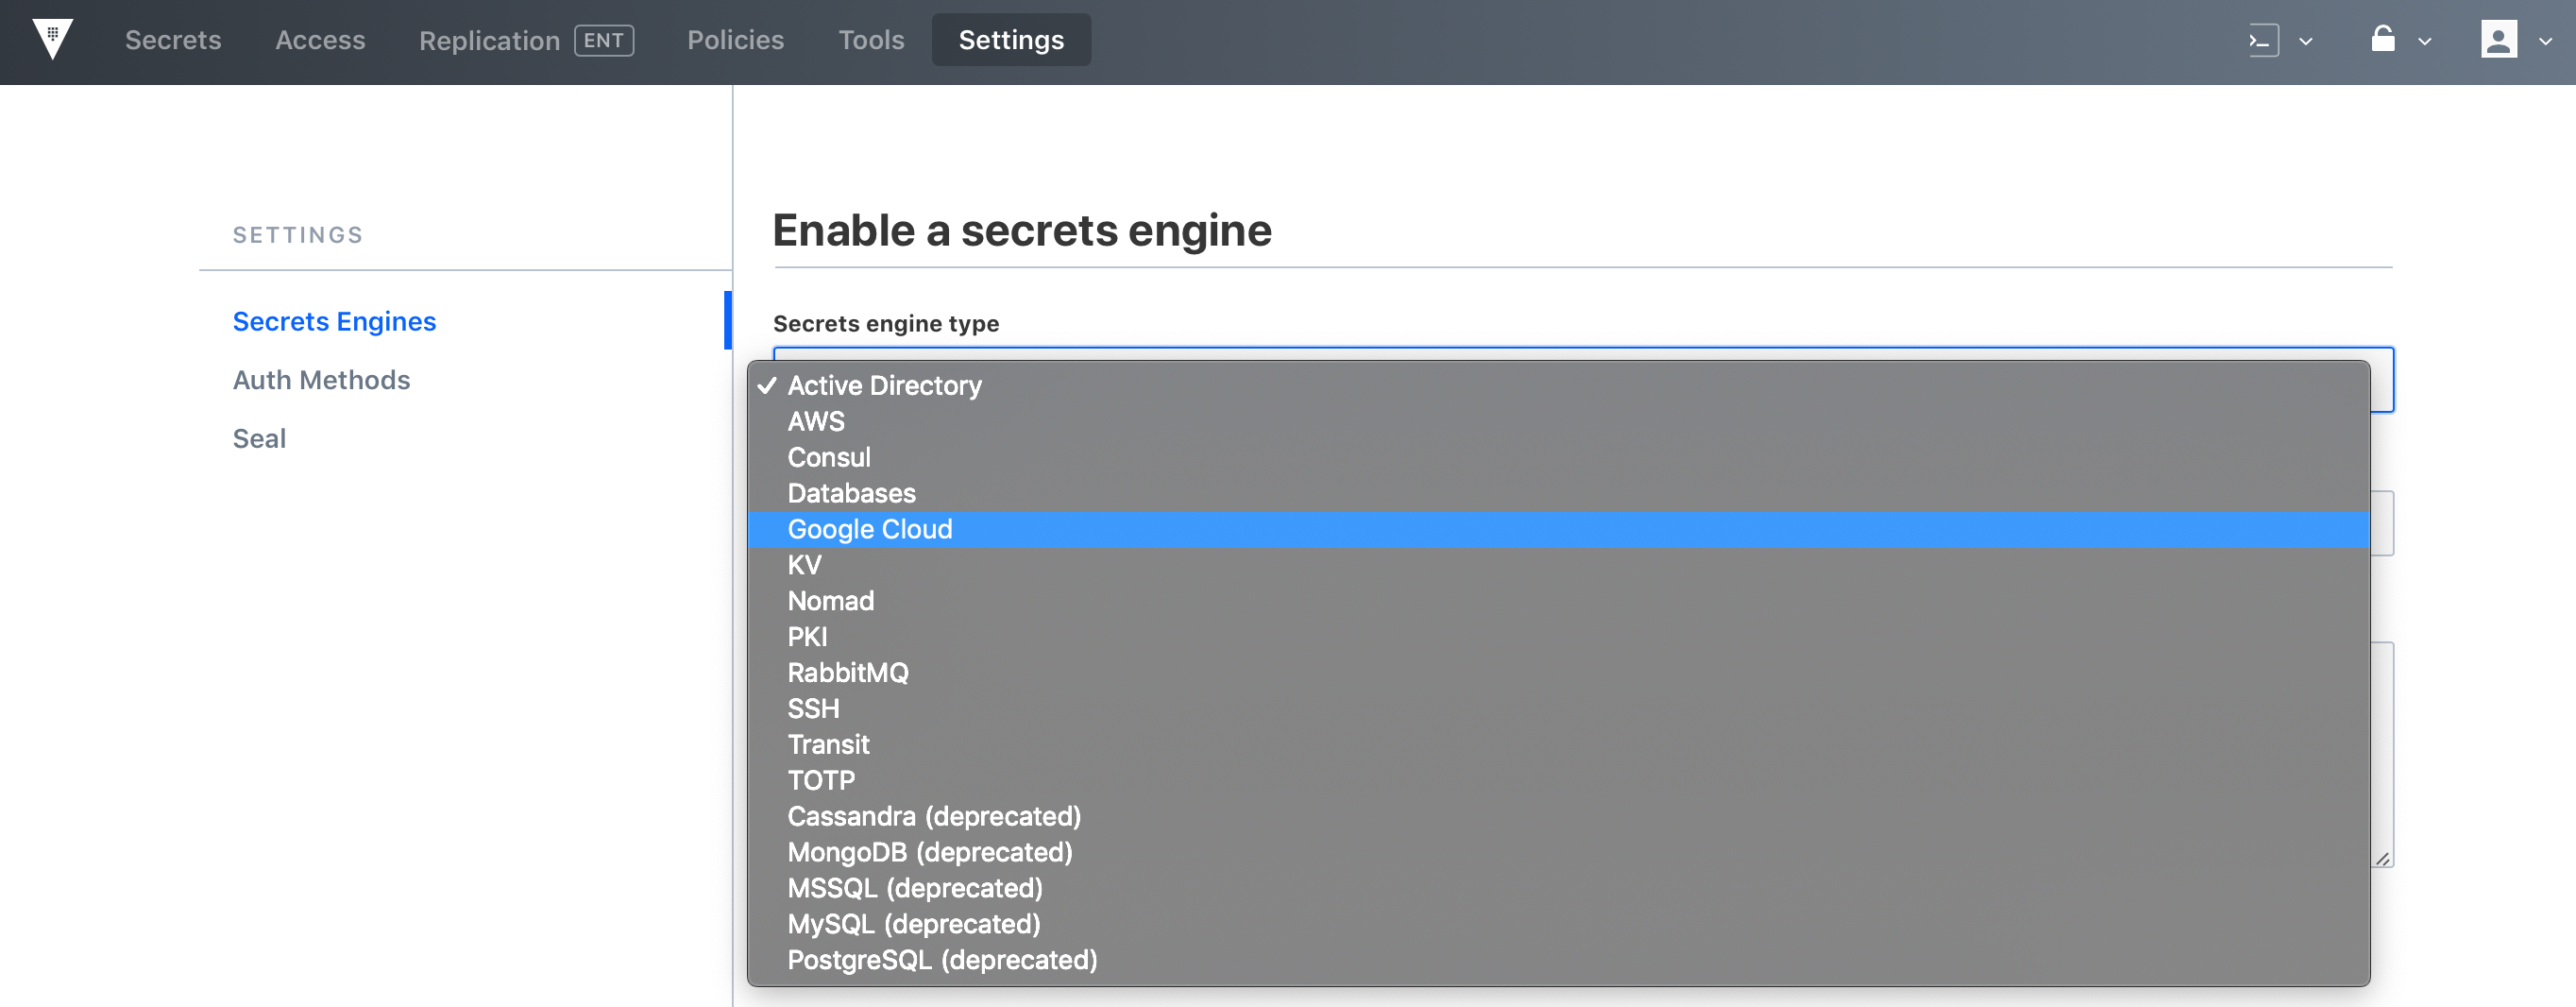 Secrets Access Replication ENT Policies Tools Settings
SETTINGS
Secrets Engines
Auth Methods
Seal
Enable a secrets engine
Secrets engine type
Active Directory
AWS
Consul
Databases
Google Cloud
KV
Nomad
PKI
RabbitMQ
SSH
Transit
TOTP
Cassandra (deprecated)
MongoDB (deprecated)
MSSQL (deprecated)
MySQL (deprecated)
PostgreSQL (deprecated)